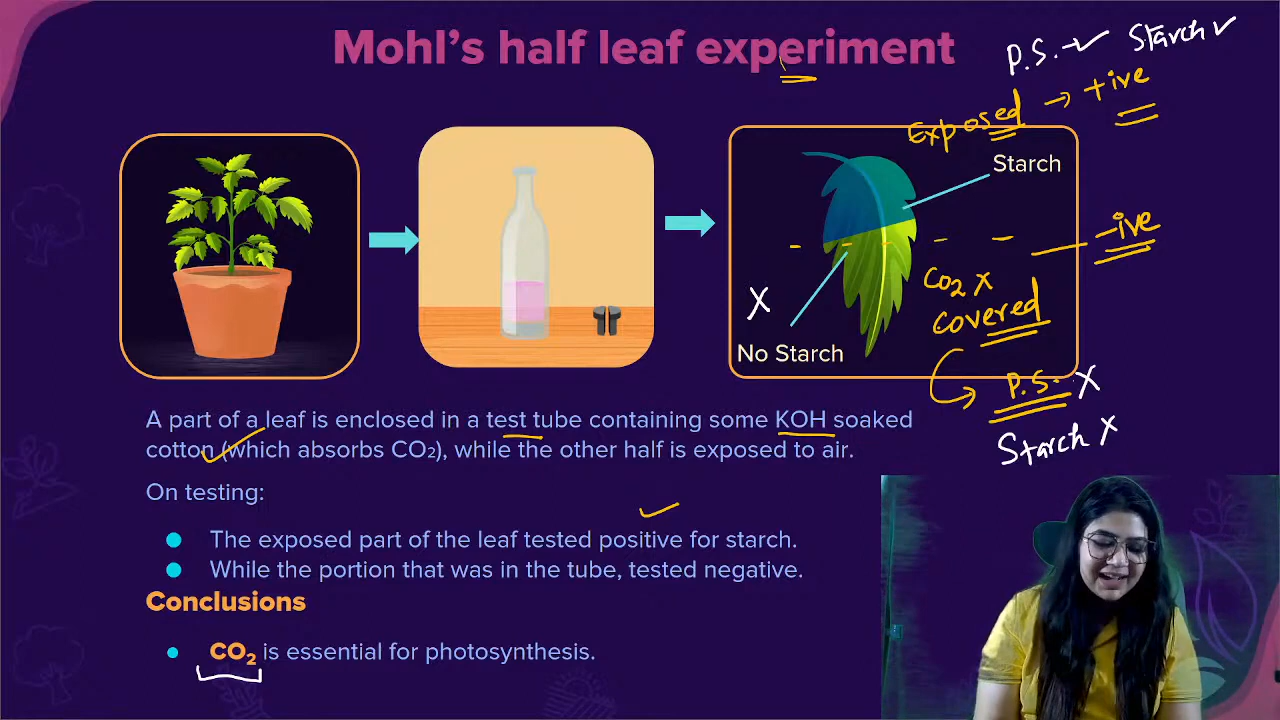 Mohl's half leaf experiment
P.S. → ✓ Starch ✓
Exposed → +ive
Starch
-ive
CO2 X
covered
X
No Starch
P.S. X
Starch X
A part of a leaf is enclosed in a test tube containing some KOH soaked
cotton (which absorbs CO₂), while the other half is exposed to air.
On testing:
● The exposed part of the leaf tested positive for starch.
● While the portion that was in the tube, tested negative.
Conclusions
● CO₂ is essential for photosynthesis.